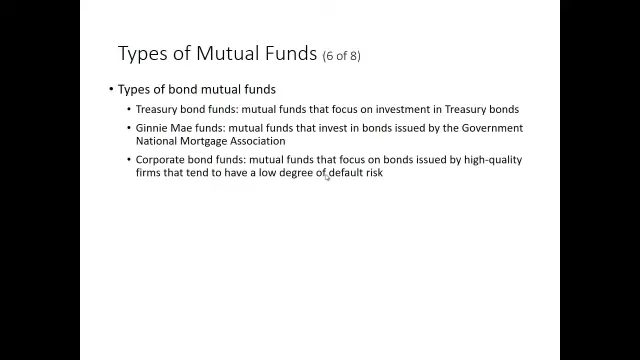 Types of Mutual Funds (6 of 8)
• Types of bond mutual funds
• Treasury bond funds: mutual funds that focus on investment in Treasury bonds
• Ginnie Mae funds: mutual funds that invest in bonds issued by the Government
National Mortgage Association
• Corporate bond funds: mutual funds that focus on bonds issued by high-quality
firms that tend to have a low degree of default risk